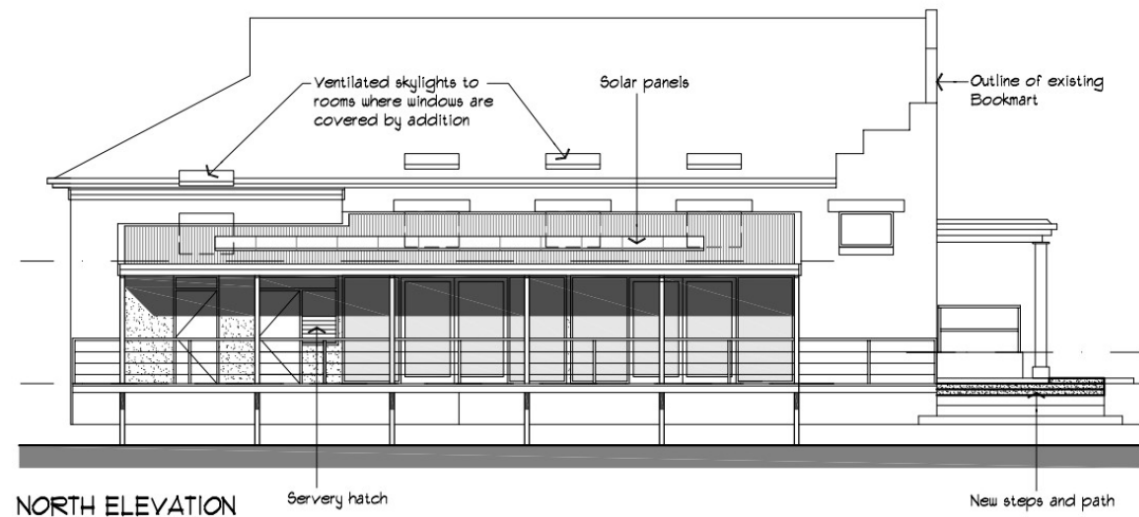 Ventilated skylights to
rooms where windows are
covered by addition
Solar panels
Outline of existing
Bookmart
NORTH ELEVATION
Servery hatch
New steps and path